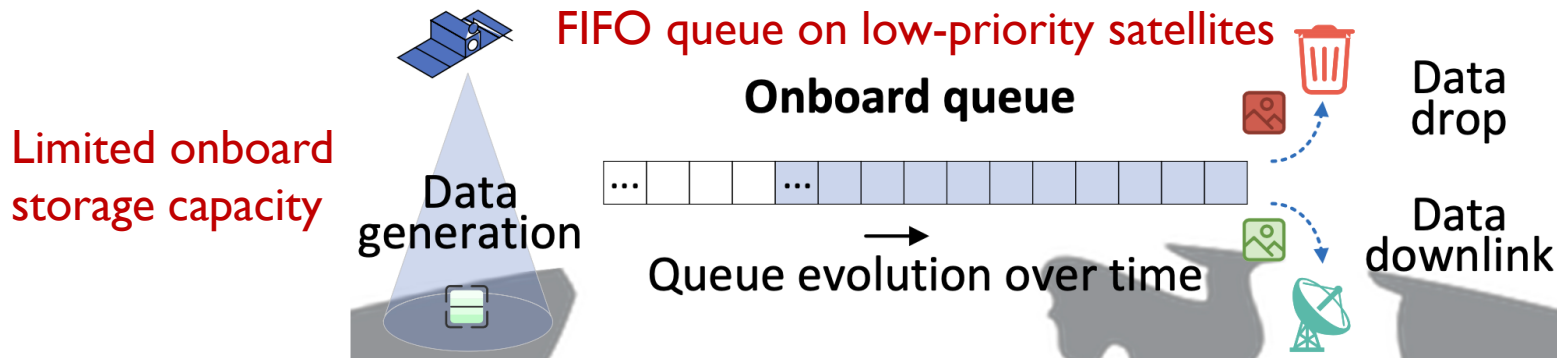 FIFO queue on low-priority satellites
Limited onboard
storage capacity
Data
generation
Onboard queue
...
...
Queue evolution over time
Data
drop
Data
downlink